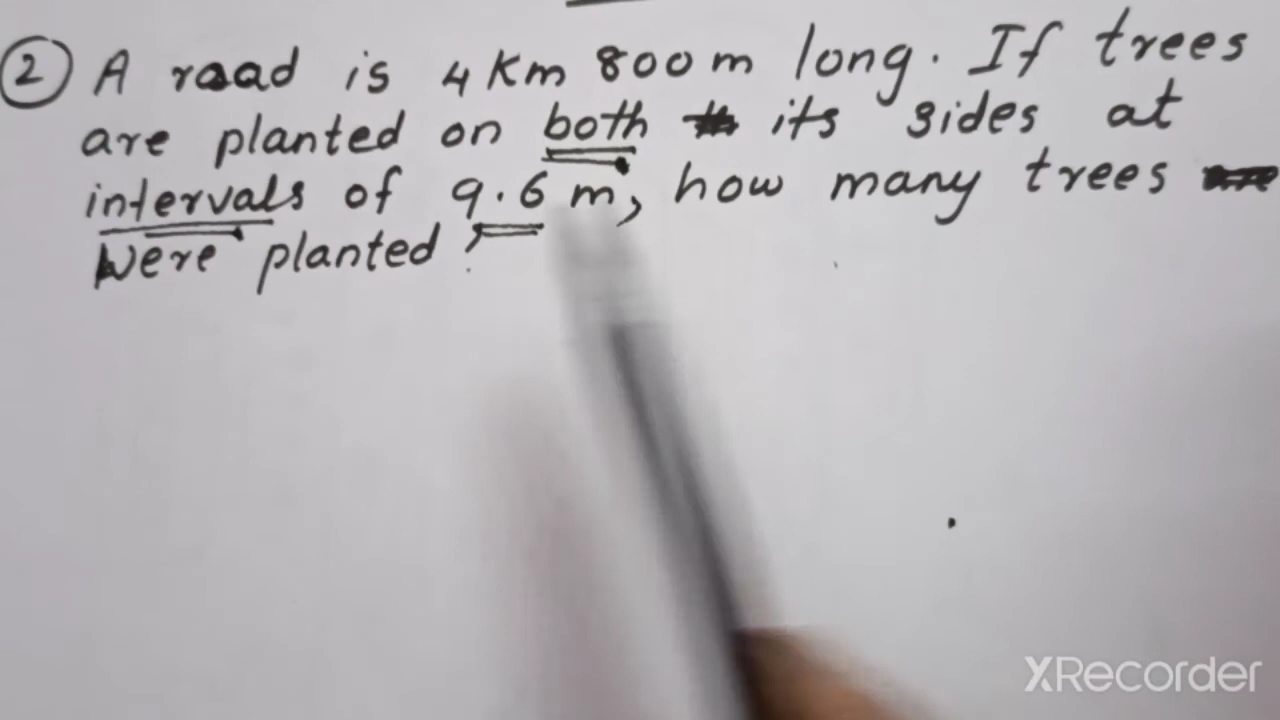 2 A road is 4 Km 800 m long. If trees
are planted on both its sides at
intervals of 9.6 m, how many trees
were planted ?
XRecorder